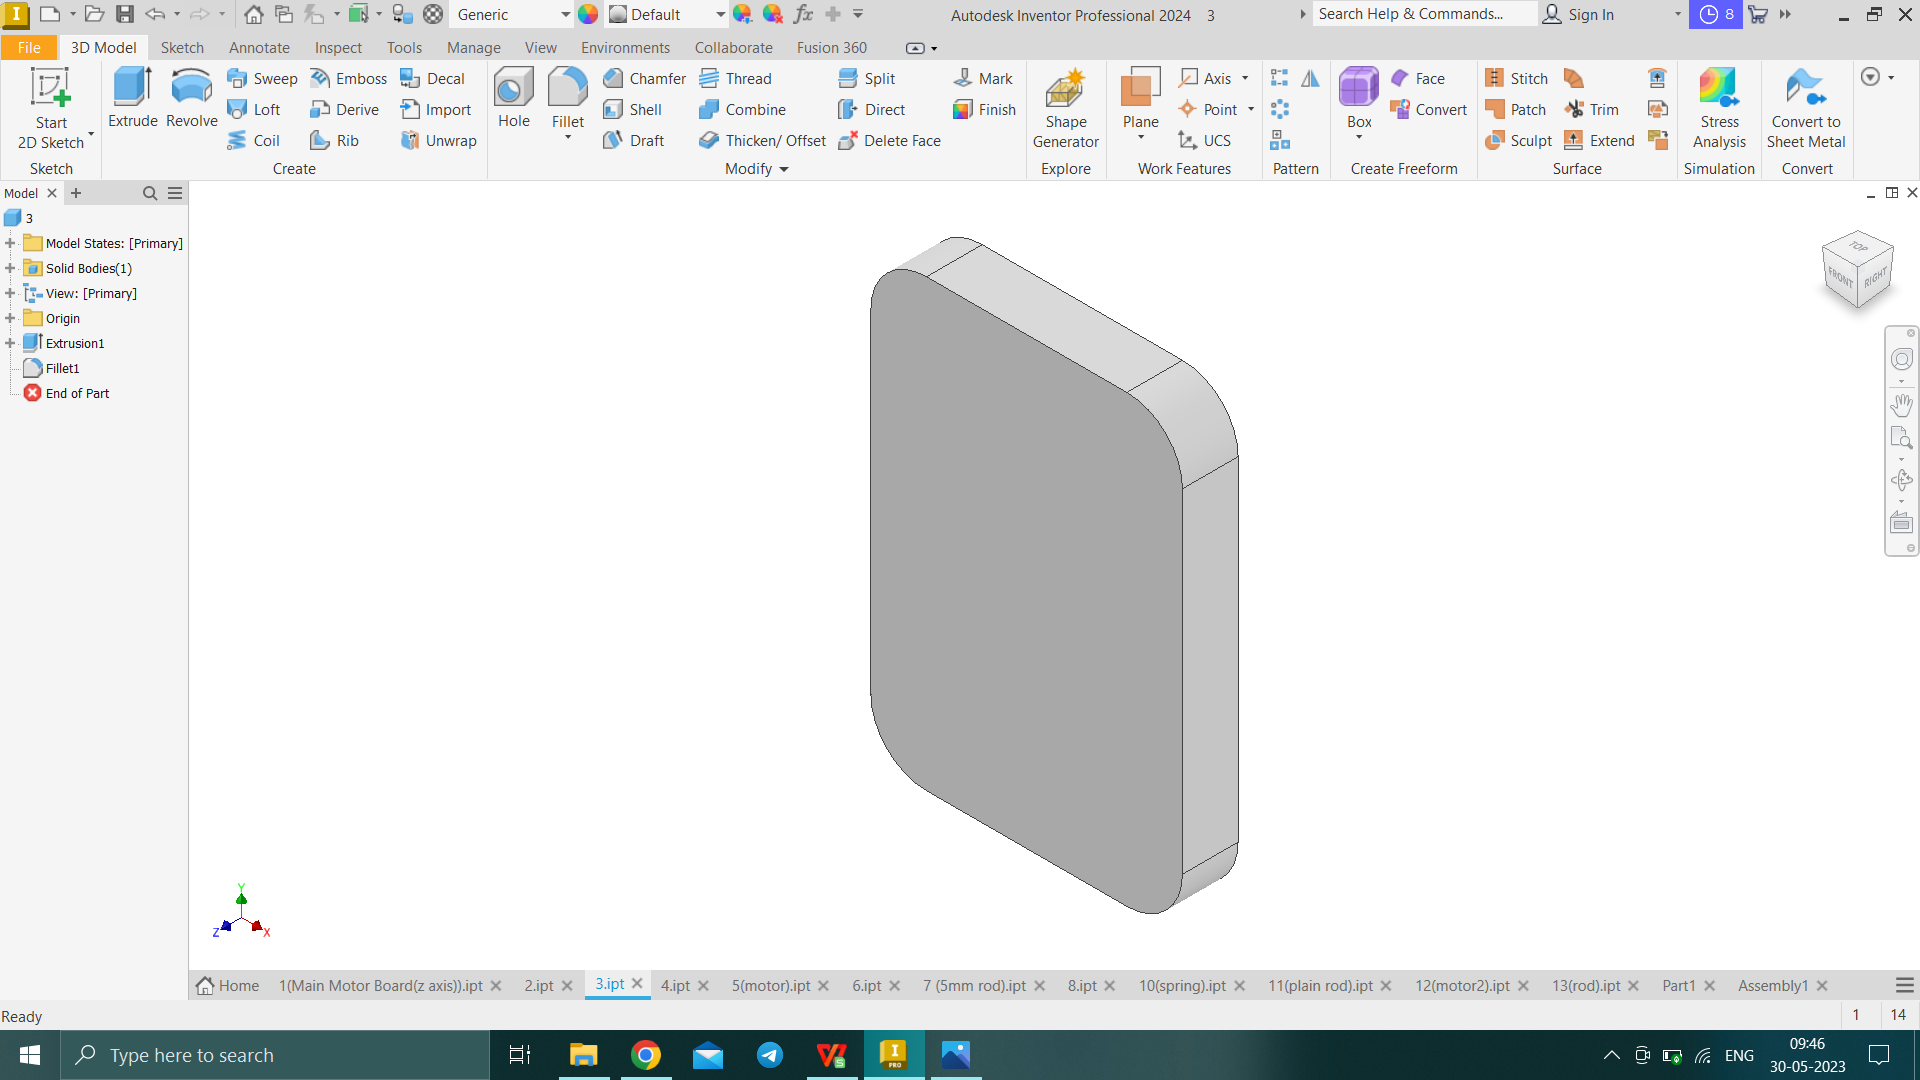 Generic
Default
Autodesk Inventor Professional 2024 3
Search Help & Commands...
Sign In
8
File 3D Model Sketch Annotate Inspect Tools Manage View Environments Collaborate Fusion 360
Start
2D Sketch
Extrude
Revolve
Sweep
Loft
Coil
Emboss
Derive
Rib
Decal
Import
Unwrap
Hole
Fillet
Chamfer
Shell
Draft
Thread
Combine
Thicken/ Offset
Split
Direct
Delete Face
Mark
Finish
Shape
Generator
Plane
Axis
Point
UCS
Box
Face
Convert
Stitch
Patch
Sculpt
Trim
Extend
Stress
Analysis
Convert to
Sheet Metal
Sketch Create Modify Explore Work Features Pattern Create Freeform Surface Simulation Convert
Model
3
Model States: [Primary]
Solid Bodies(1)
View: [Primary]
Origin
Extrusion1
Fillet1
End of Part
TOP
FRONT
RIGHT
Y
Z
X
Home 1(Main Motor Board(z axis)).ipt 2.ipt 3.ipt 4.ipt 5(motor).ipt 6.ipt 7 (5mm rod).ipt 8.ipt 10(spring).ipt 11(plain rod).ipt 12(motor2).ipt 13(rod).ipt Part1 Assembly1
Ready
1 14
Type here to search
I
PRO
ENG
09:46
30-05-2023